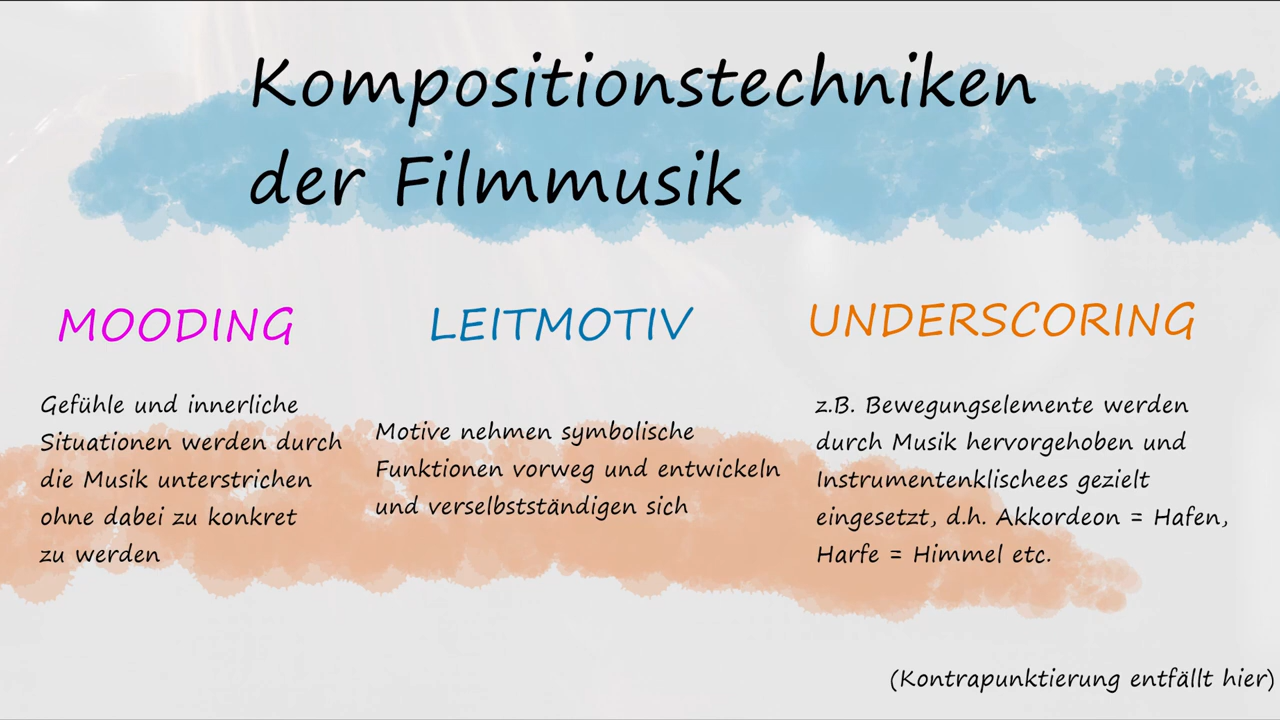 Kompositionstechniken
der Filmmusik
MOODING
Gefühle und innerliche
Situationen werden durch
die Musik unterstrichen
ohne dabei zu konkret
zu werden
LEITMOTIV
Motive nehmen symbolische
Funktionen vorweg und entwickeln
und verselbstständigen sich
UNDERSCORING
z.B. Bewegungselemente werden
durch Musik hervorgehoben und
Instrumentenklischees gezielt
eingesetzt, d.h. Akkordeon = Hafen,
Harfe = Himmel etc.
(Kontrapunktierung entfällt hier)